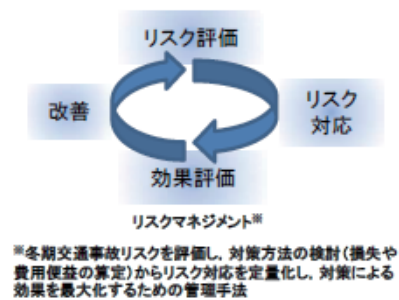 リスク評価
改善
リスク
対応
効果評価
リスクマネジメント※
※冬期交通事故リスクを評価し，対策方法の検討（損失や
費用便益の算定）からリスク対応を定量化し，対策による
効果を最大化するための管理手法